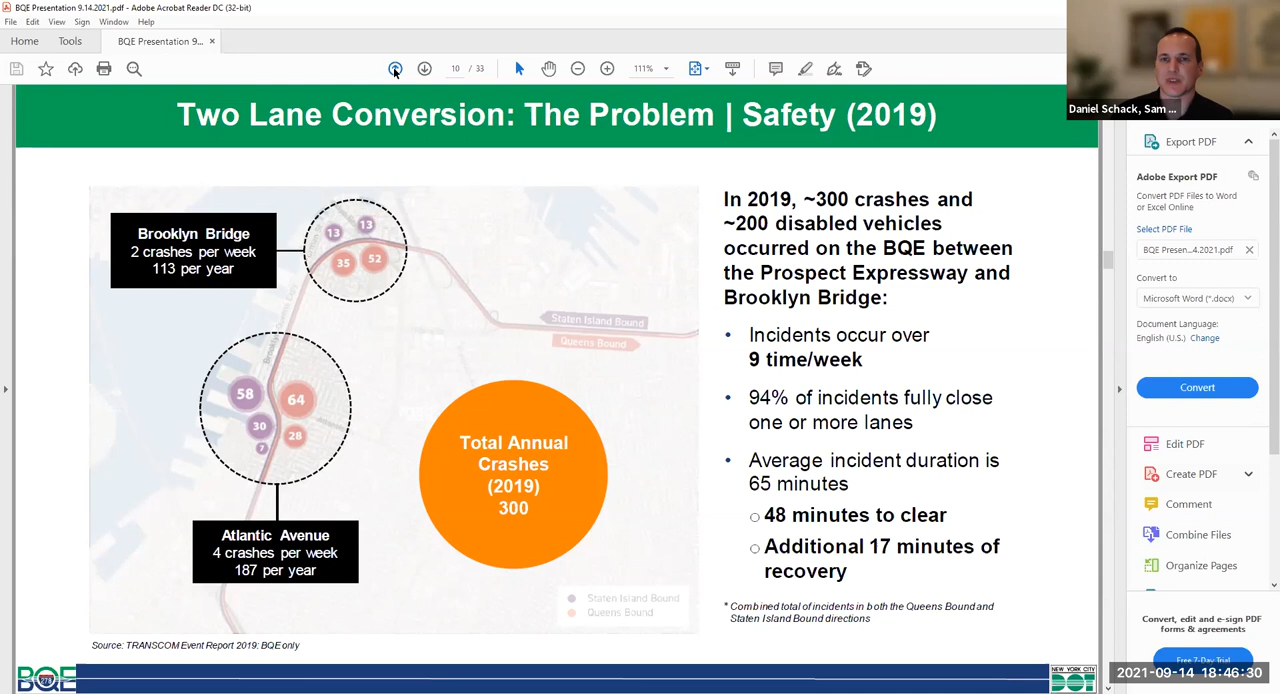 BQE Presentation 9.14.2021.pdf - Adobe Acrobat Reader DC (32-bit)
File Edit View Sign Window Help
Home Tools BQE Presentation 9... ×
10 / 33 111%
Daniel Schack, Sam ...
Two Lane Conversion: The Problem | Safety (2019)
Brooklyn Bridge
2 crashes per week
113 per year
13 13
35 52
Staten Island Bound
Queens Bound
58 64
30 28
7
Total Annual
Crashes
(2019)
300
Atlantic Avenue
4 crashes per week
187 per year
Staten Island Bound
Queens Bound
Source: TRANSCOM Event Report 2019: BQE only
In 2019, ~300 crashes and
~200 disabled vehicles
occurred on the BQE between
the Prospect Expressway and
Brooklyn Bridge:
• Incidents occur over
9 time/week
• 94% of incidents fully close
one or more lanes
• Average incident duration is
65 minutes
○ 48 minutes to clear
○ Additional 17 minutes of
recovery
* Combined total of incidents in both the Queens Bound and
Staten Island Bound directions
BQE
278
NEW YORK CITY
DOT
Export PDF
Adobe Export PDF
Convert PDF Files to Word
or Excel Online
Select PDF File
BQE Presen...4.2021.pdf ×
Convert to
Microsoft Word (*.docx)
Document Language:
English (U.S.) Change
Convert
Edit PDF
Create PDF
Comment
Combine Files
Organize Pages
Convert, edit and e-sign PDF
forms & agreements
Free 7-Day Trial
2021-09-14 18:46:30